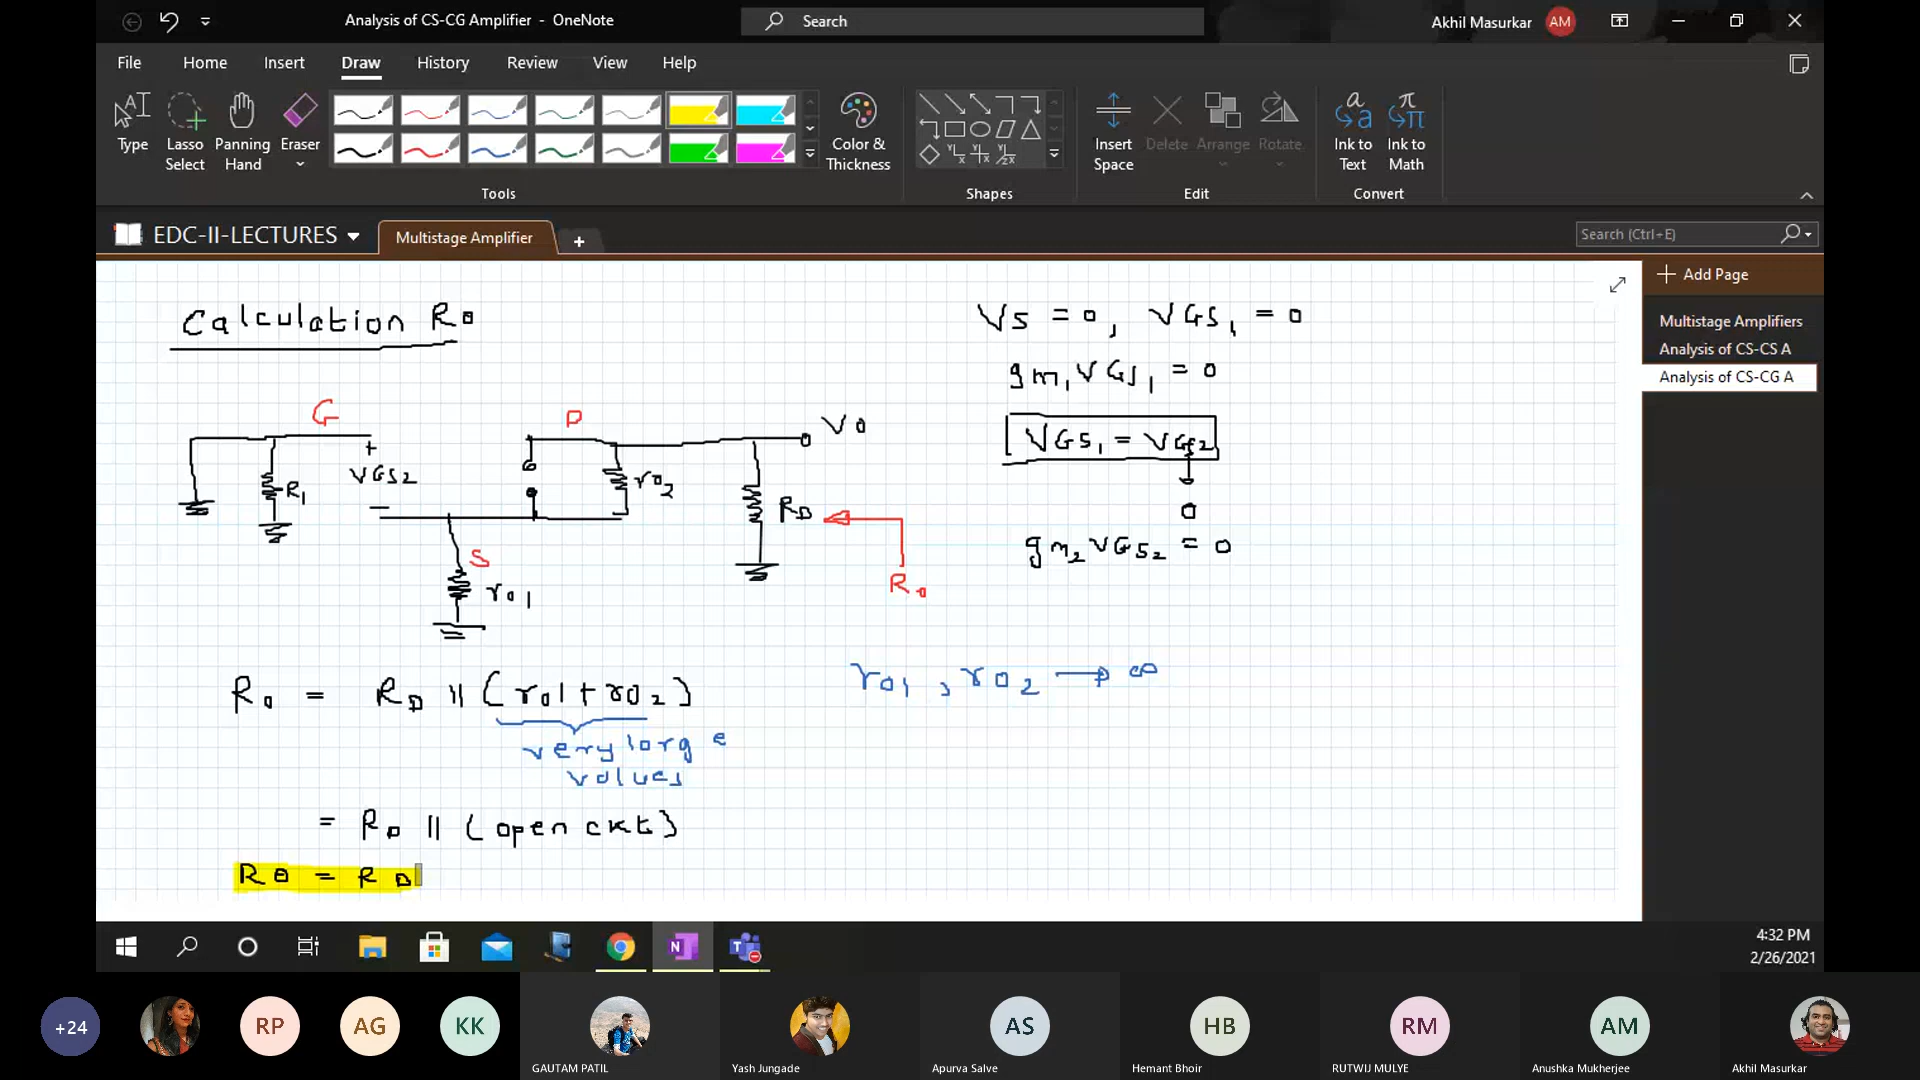 Analysis of CS-CG Amplifier - OneNote
Search
Akhil Masurkar
AM
File Home Insert Draw History Review View Help
Type
Lasso Select
Panning Hand
Eraser
Color & Thickness
Insert Space
Delete
Arrange
Rotate
Ink to Text
Ink to Math
Tools
Shapes
Edit
Convert
EDC-II-LECTURES
Multistage Amplifier
Search (Ctrl+E)
Add Page
Multistage Amplifiers
Analysis of CS-CS A
Analysis of CS-CG A
Calculation Ro
G
D
Vo
+
VGS2
−
R1
ro2
RD
S
ro1
Ro
VS = 0, VGS1 = 0
gm1 VGS1 = 0
VGS1 = VGS2
0
gm2 VGS2 = 0
Ro = RD || (ro1 + ro2)
very large
values
ro1, ro2 → ∞
= RD || (open ckt)
Ro = RD
4:32 PM
2/26/2021
+24
RP
AG
KK
GAUTAM PATIL
Yash Jungade
AS
Apurva Salve
HB
Hemant Bhoir
RM
RUTWIJ MULYE
AM
Anushka Mukherjee
Akhil Masurkar